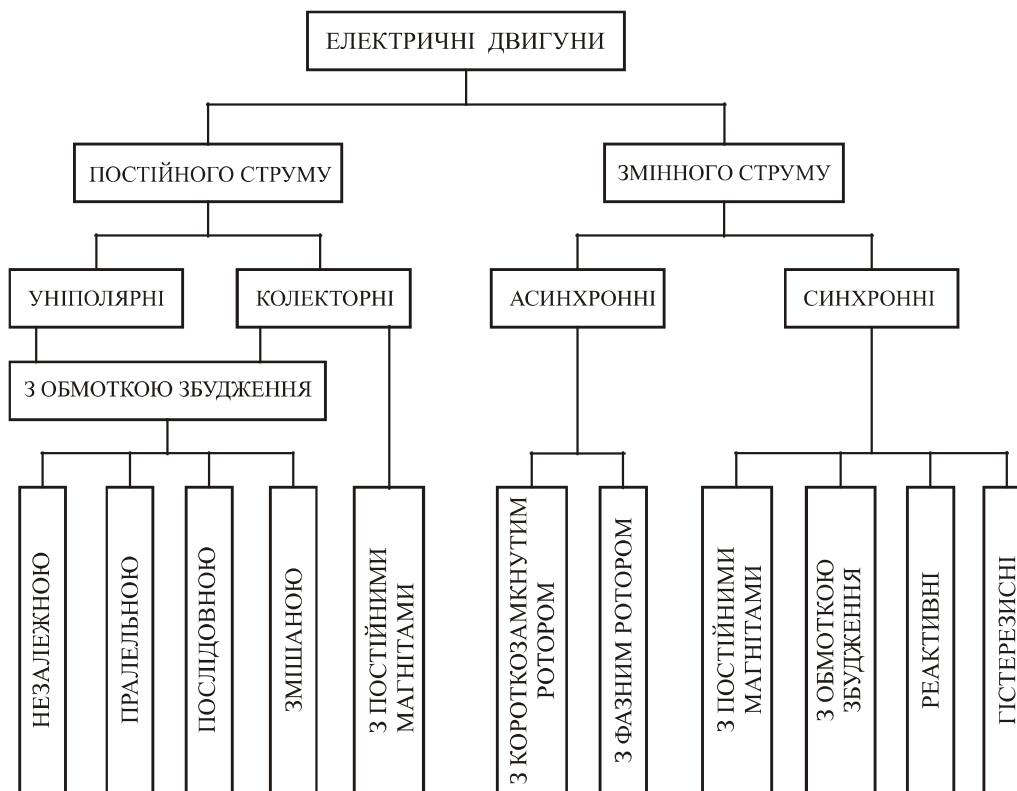 ЕЛЕКТРИЧНІ ДВИГУНИ
ПОСТІЙНОГО СТРУМУ
ЗМІННОГО СТРУМУ
УНІПОЛЯРНІ
КОЛЕКТОРНІ
АСИНХРОННІ
СИНХРОННІ
З ОБМОТКОЮ ЗБУДЖЕННЯ
НЕЗАЛЕЖНОЮ
ПРАЛЕЛЬНОЮ
ПОСЛІДОВНОЮ
ЗМІШАНОЮ
З ПОСТІЙНИМИ
МАГНІТАМИ
З КОРОТКОЗАМКНУТИМ
РОТОРОМ
З ФАЗНИМ РОТОРОМ
З ПОСТІЙНИМИ
МАГНІТАМИ
З ОБМОТКОЮ
ЗБУДЖЕННЯ
РЕАКТИВНІ
ГІСТЕРЕЗИСНІ